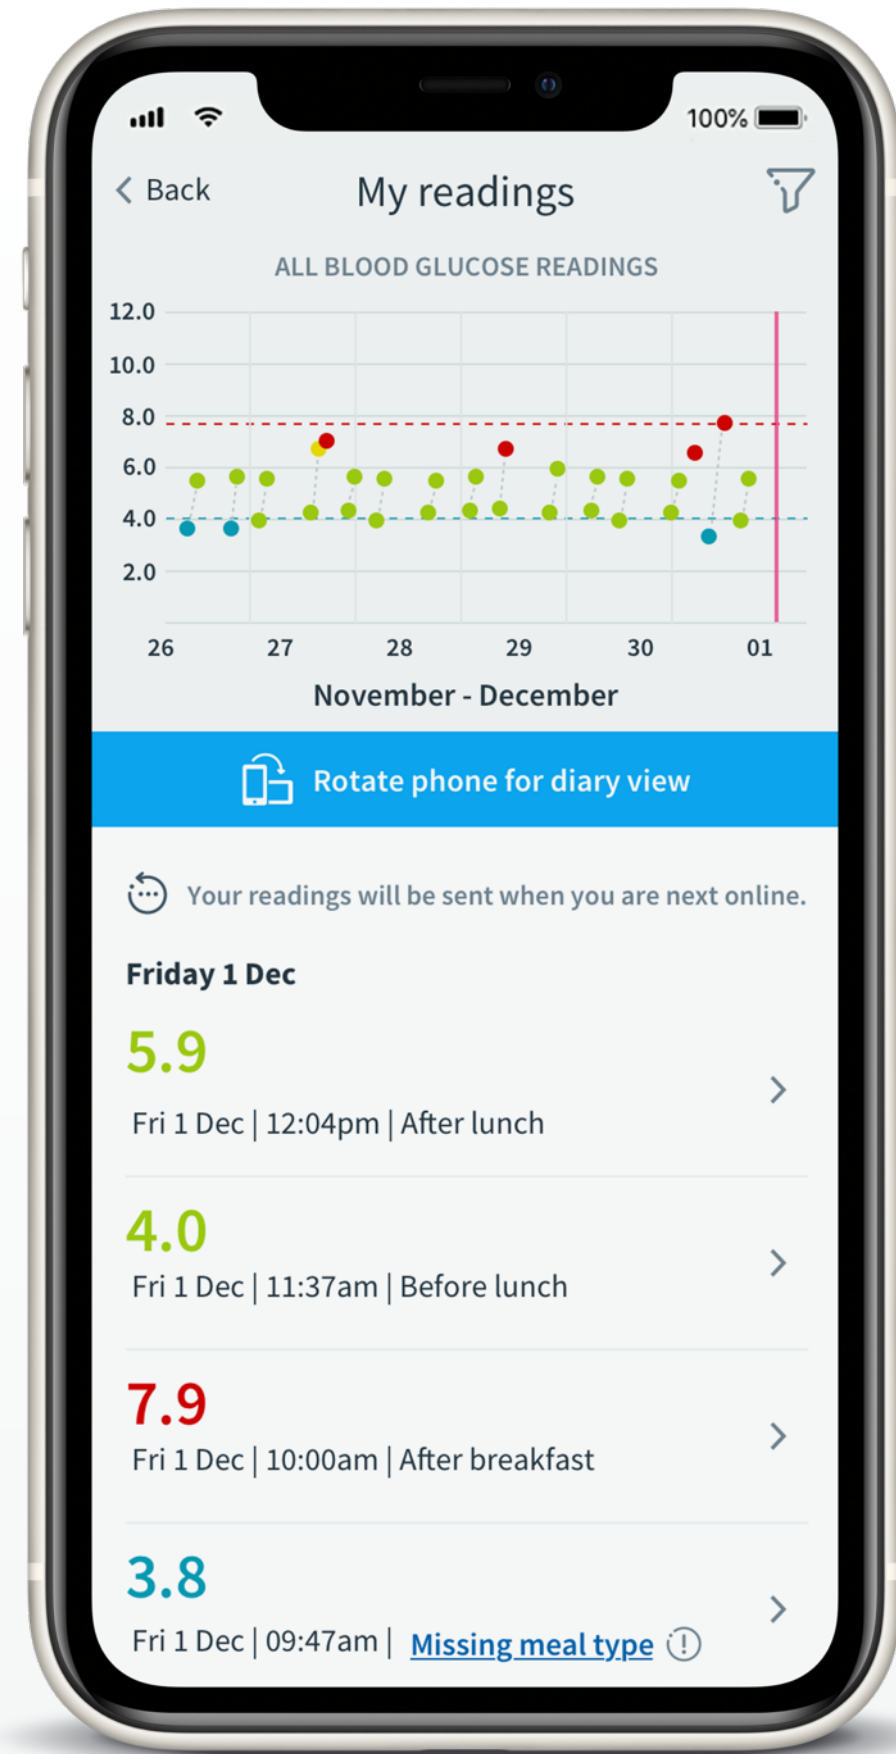 100%
Back
My readings
ALL BLOOD GLUCOSE READINGS
12.0
10.0
8.0
6.0
4.0
2.0
26 27 28 29 30 01
November - December
Rotate phone for diary view
Your readings will be sent when you are next online.
Friday 1 Dec
5.9
Fri 1 Dec | 12:04pm | After lunch
4.0
Fri 1 Dec | 11:37am | Before lunch
7.9
Fri 1 Dec | 10:00am | After breakfast
3.8
Fri 1 Dec | 09:47am | Missing meal type